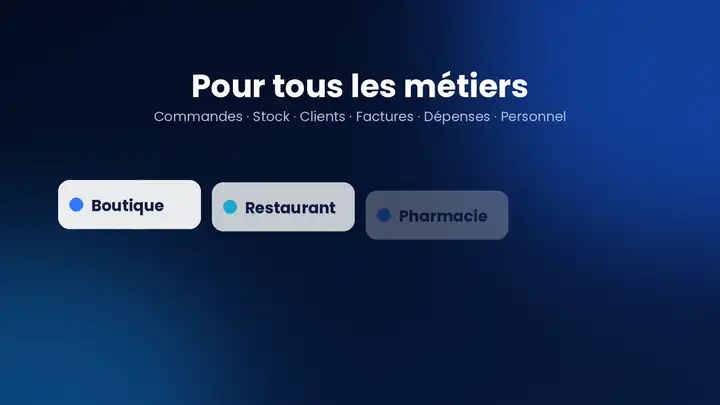 Pour tous les métiers
Commandes · Stock · Clients · Factures · Dépenses · Personnel
Boutique
Restaurant
Pharmacie